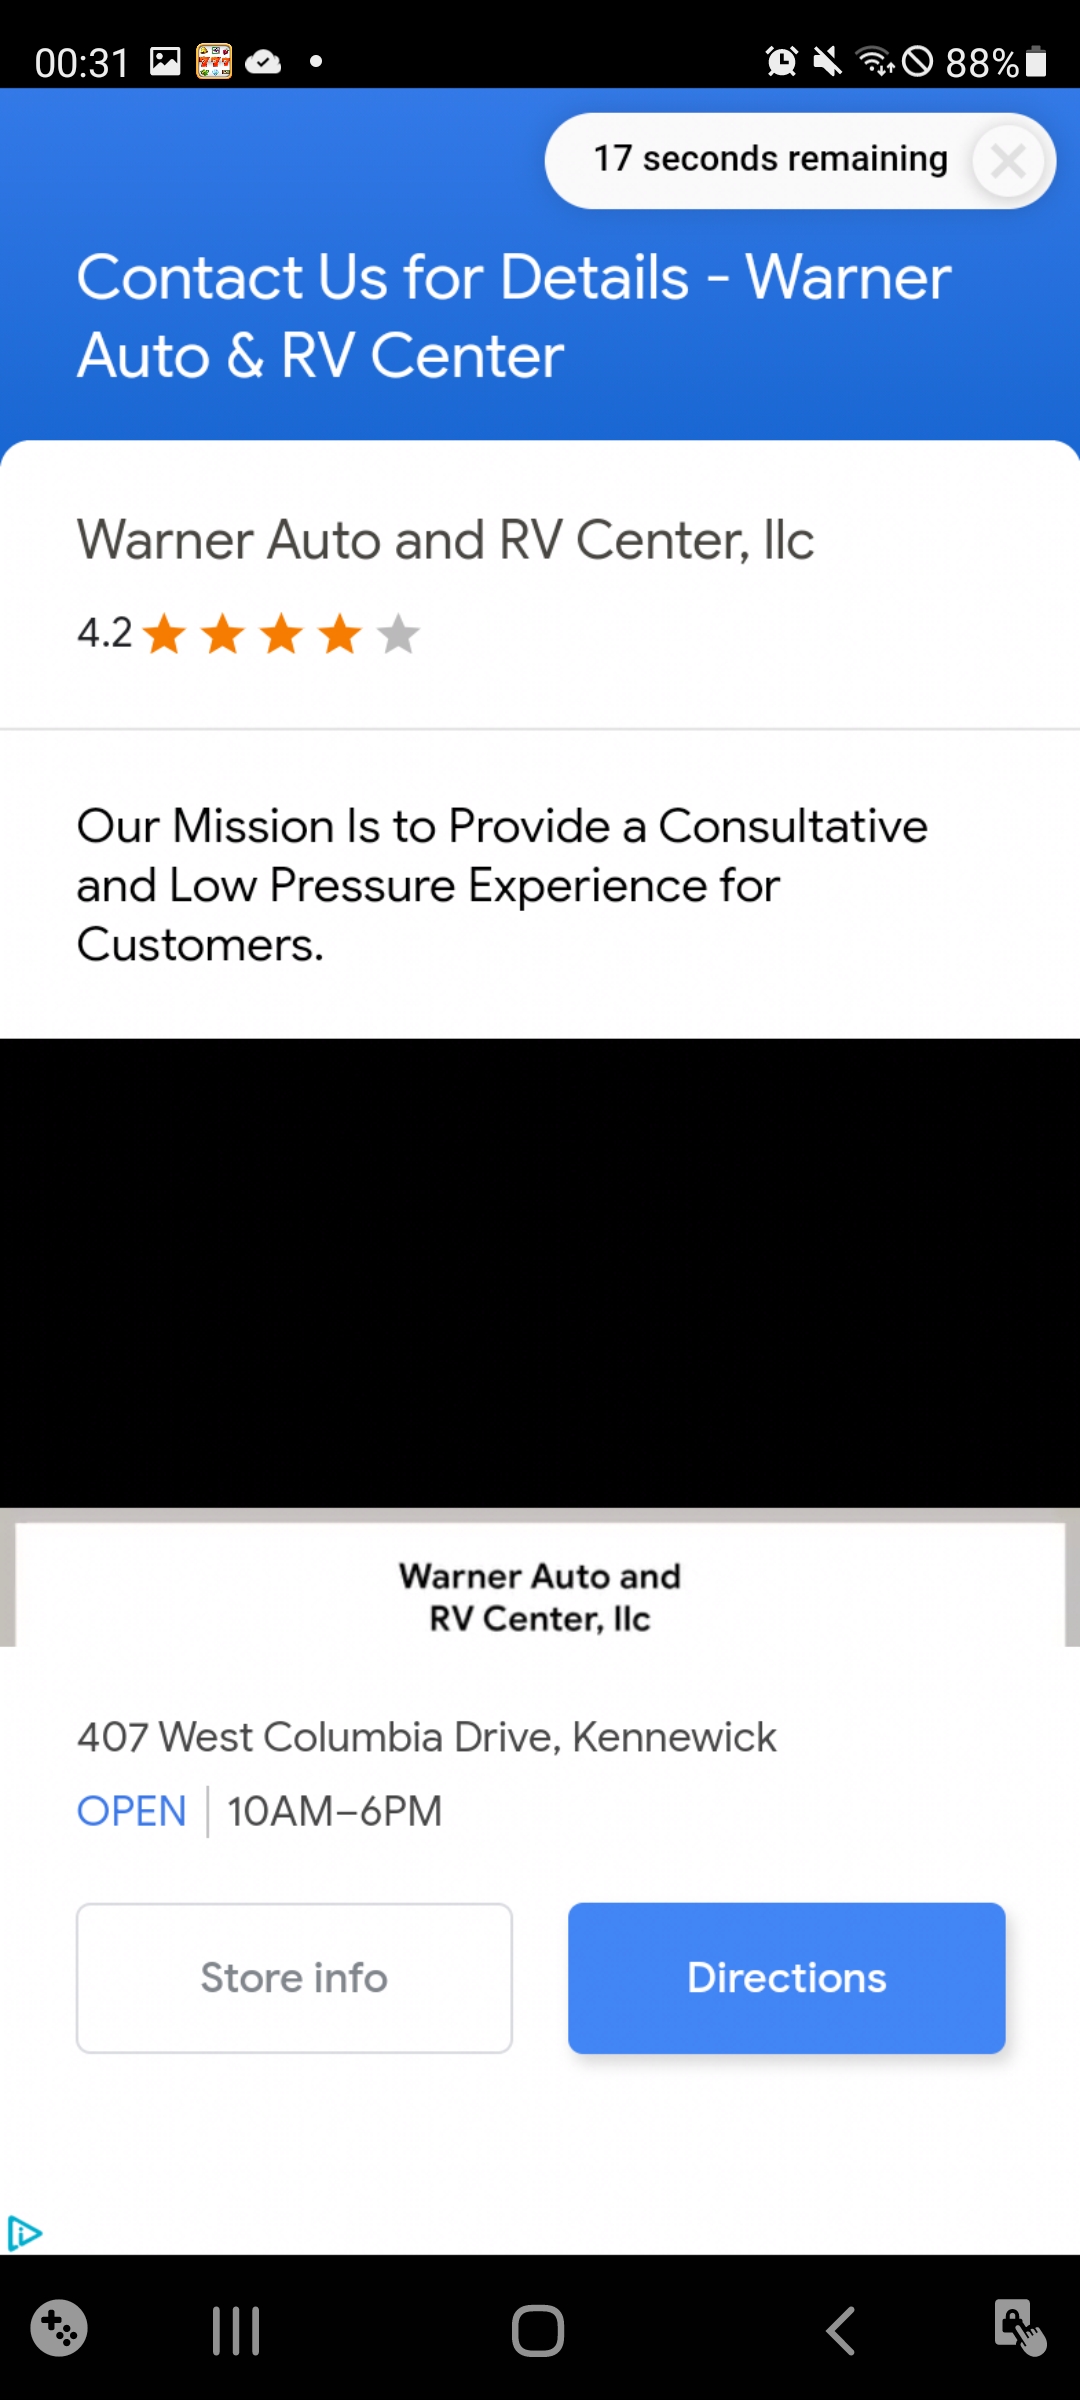 00:31
88%
17 seconds remaining
Contact Us for Details - Warner
Auto & RV Center
Warner Auto and RV Center, llc
4.2
Our Mission Is to Provide a Consultative
and Low Pressure Experience for
Customers.
Warner Auto and
RV Center, llc
407 West Columbia Drive, Kennewick
OPEN | 10AM–6PM
Store info
Directions